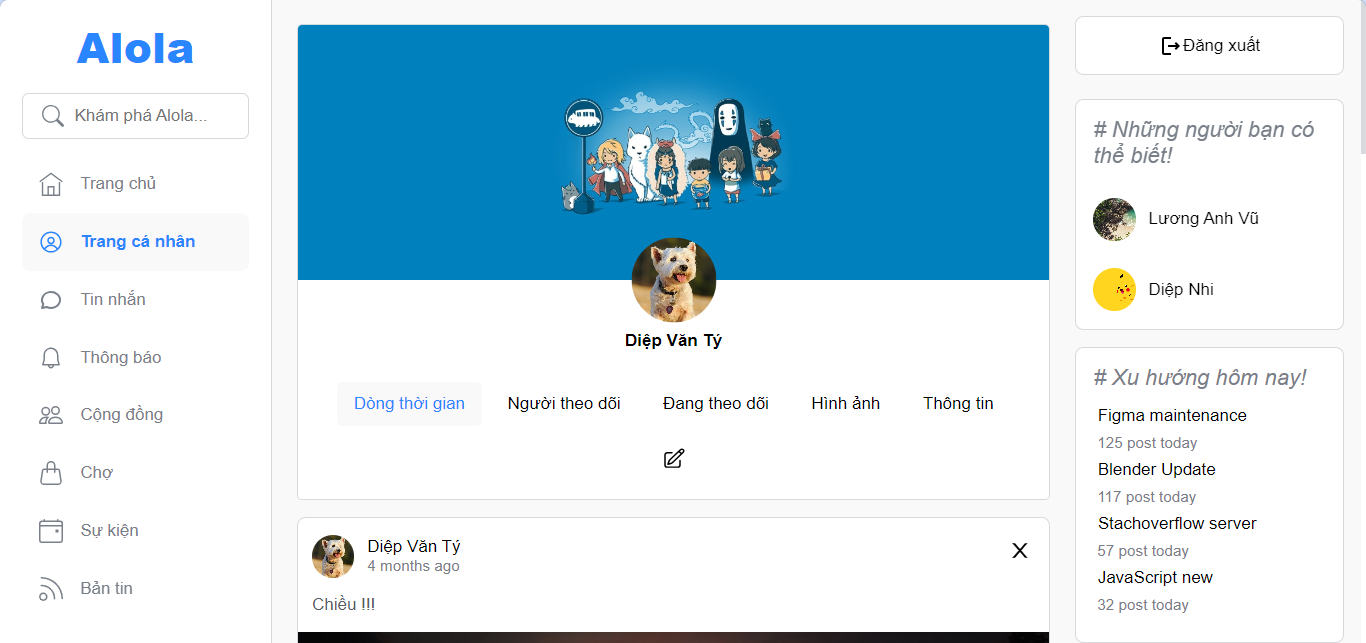 Alola
Khám phá Alola...
Trang chủ
Trang cá nhân
Tin nhắn
Thông báo
Cộng đồng
Chợ
Sự kiện
Bản tin
Diệp Văn Tý
Dòng thời gian
Người theo dõi
Đang theo dõi
Hình ảnh
Thông tin
Diệp Văn Tý
4 months ago
Chiều !!!
Đăng xuất
# Những người bạn có
thể biết!
Lương Anh Vũ
Diệp Nhi
# Xu hướng hôm nay!
Figma maintenance
125 post today
Blender Update
117 post today
Stachoverflow server
57 post today
JavaScript new
32 post today